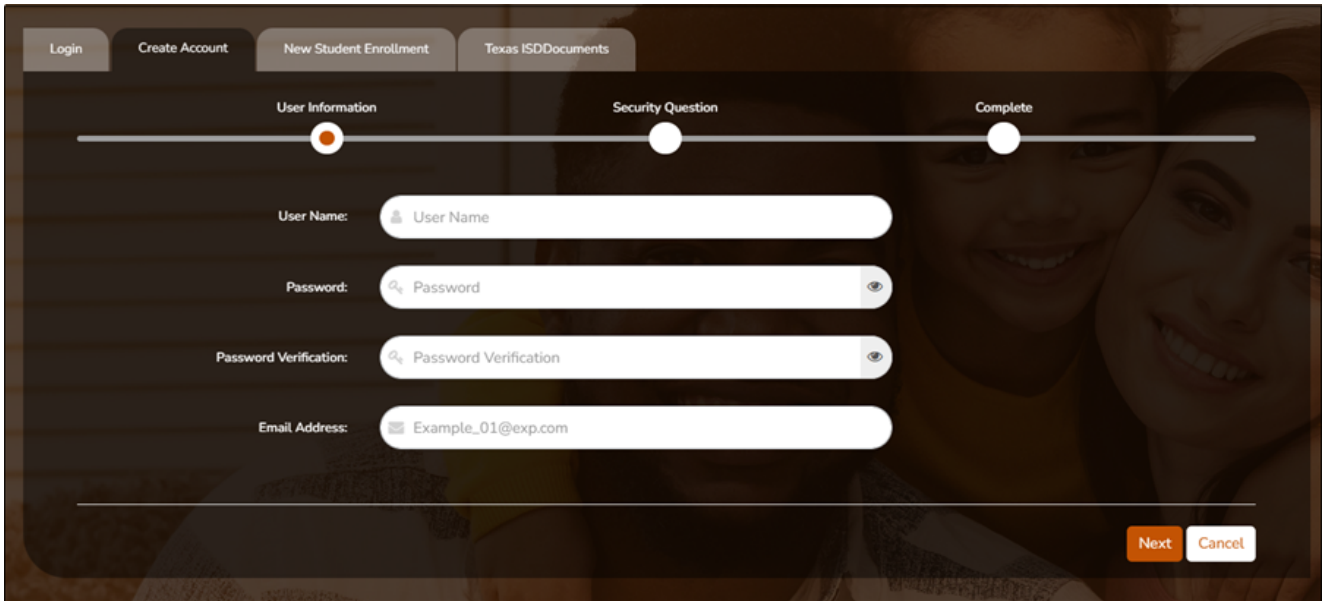 Login Create Account New Student Enrollment Texas ISDDocuments
User Information Security Question Complete
User Name: User Name
Password: Password
Password Verification: Password Verification
Email Address: Example_01@exp.com
Next Cancel